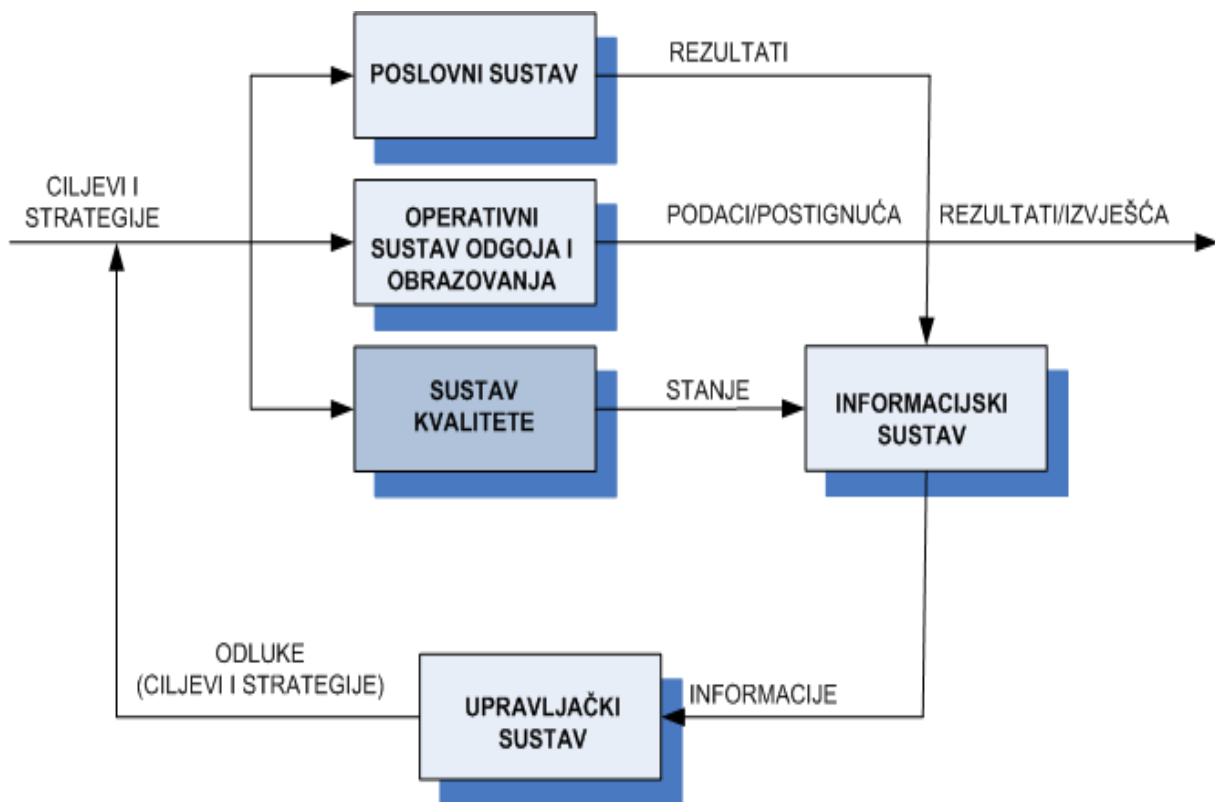 POSLOVNI SUSTAV
REZULTATI
CILJEVI I
STRATEGIJE
OPERATIVNI
SUSTAV ODGOJA I
OBRAZOVANJA
PODACI/POSTIGNUĆA
REZULTATI/IZVJEŠĆA
SUSTAV
KVALITETE
STANJE
INFORMACIJSKI
SUSTAV
ODLUKE
(CILJEVI I STRATEGIJE)
UPRAVLJAČKI
SUSTAV
INFORMACIJE